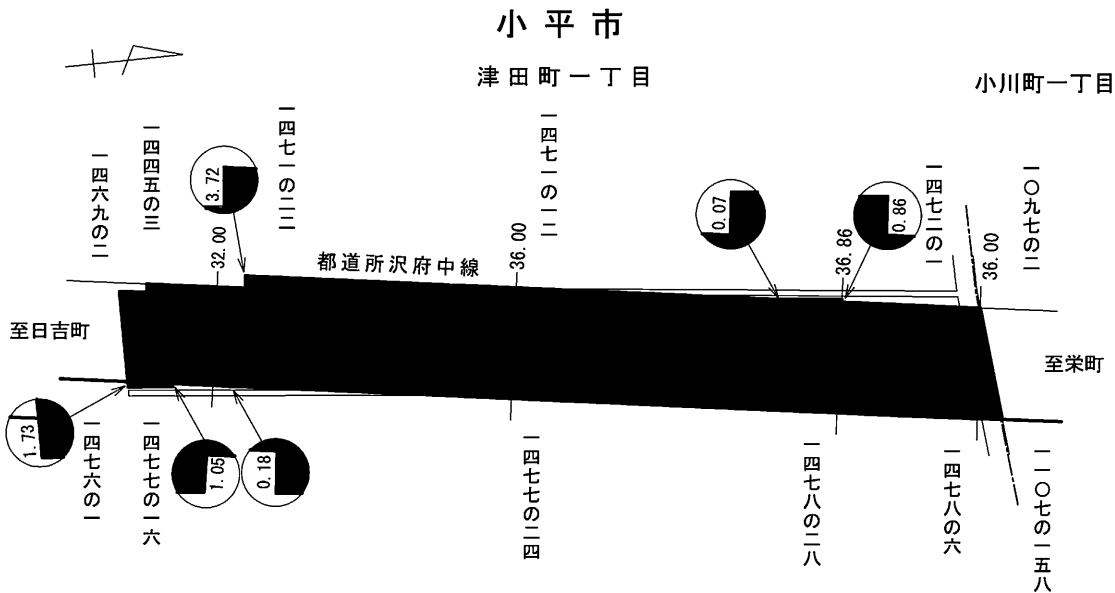 小平市
津田町一丁目
小川町一丁目
一四六九の二
一四四五の三
3.72
一四七一の二二
32.00
都道所沢府中線
36.00
一四七一の一二
0.07
36.86
0.86
一四七二の一
36.00
一〇九七の二
至日吉町
至栄町
1.73
一四七六の一
一四七七の一六
1.05
0.18
一四七七の二四
一四七八の二八
一四七八の六
一一〇七の一五八